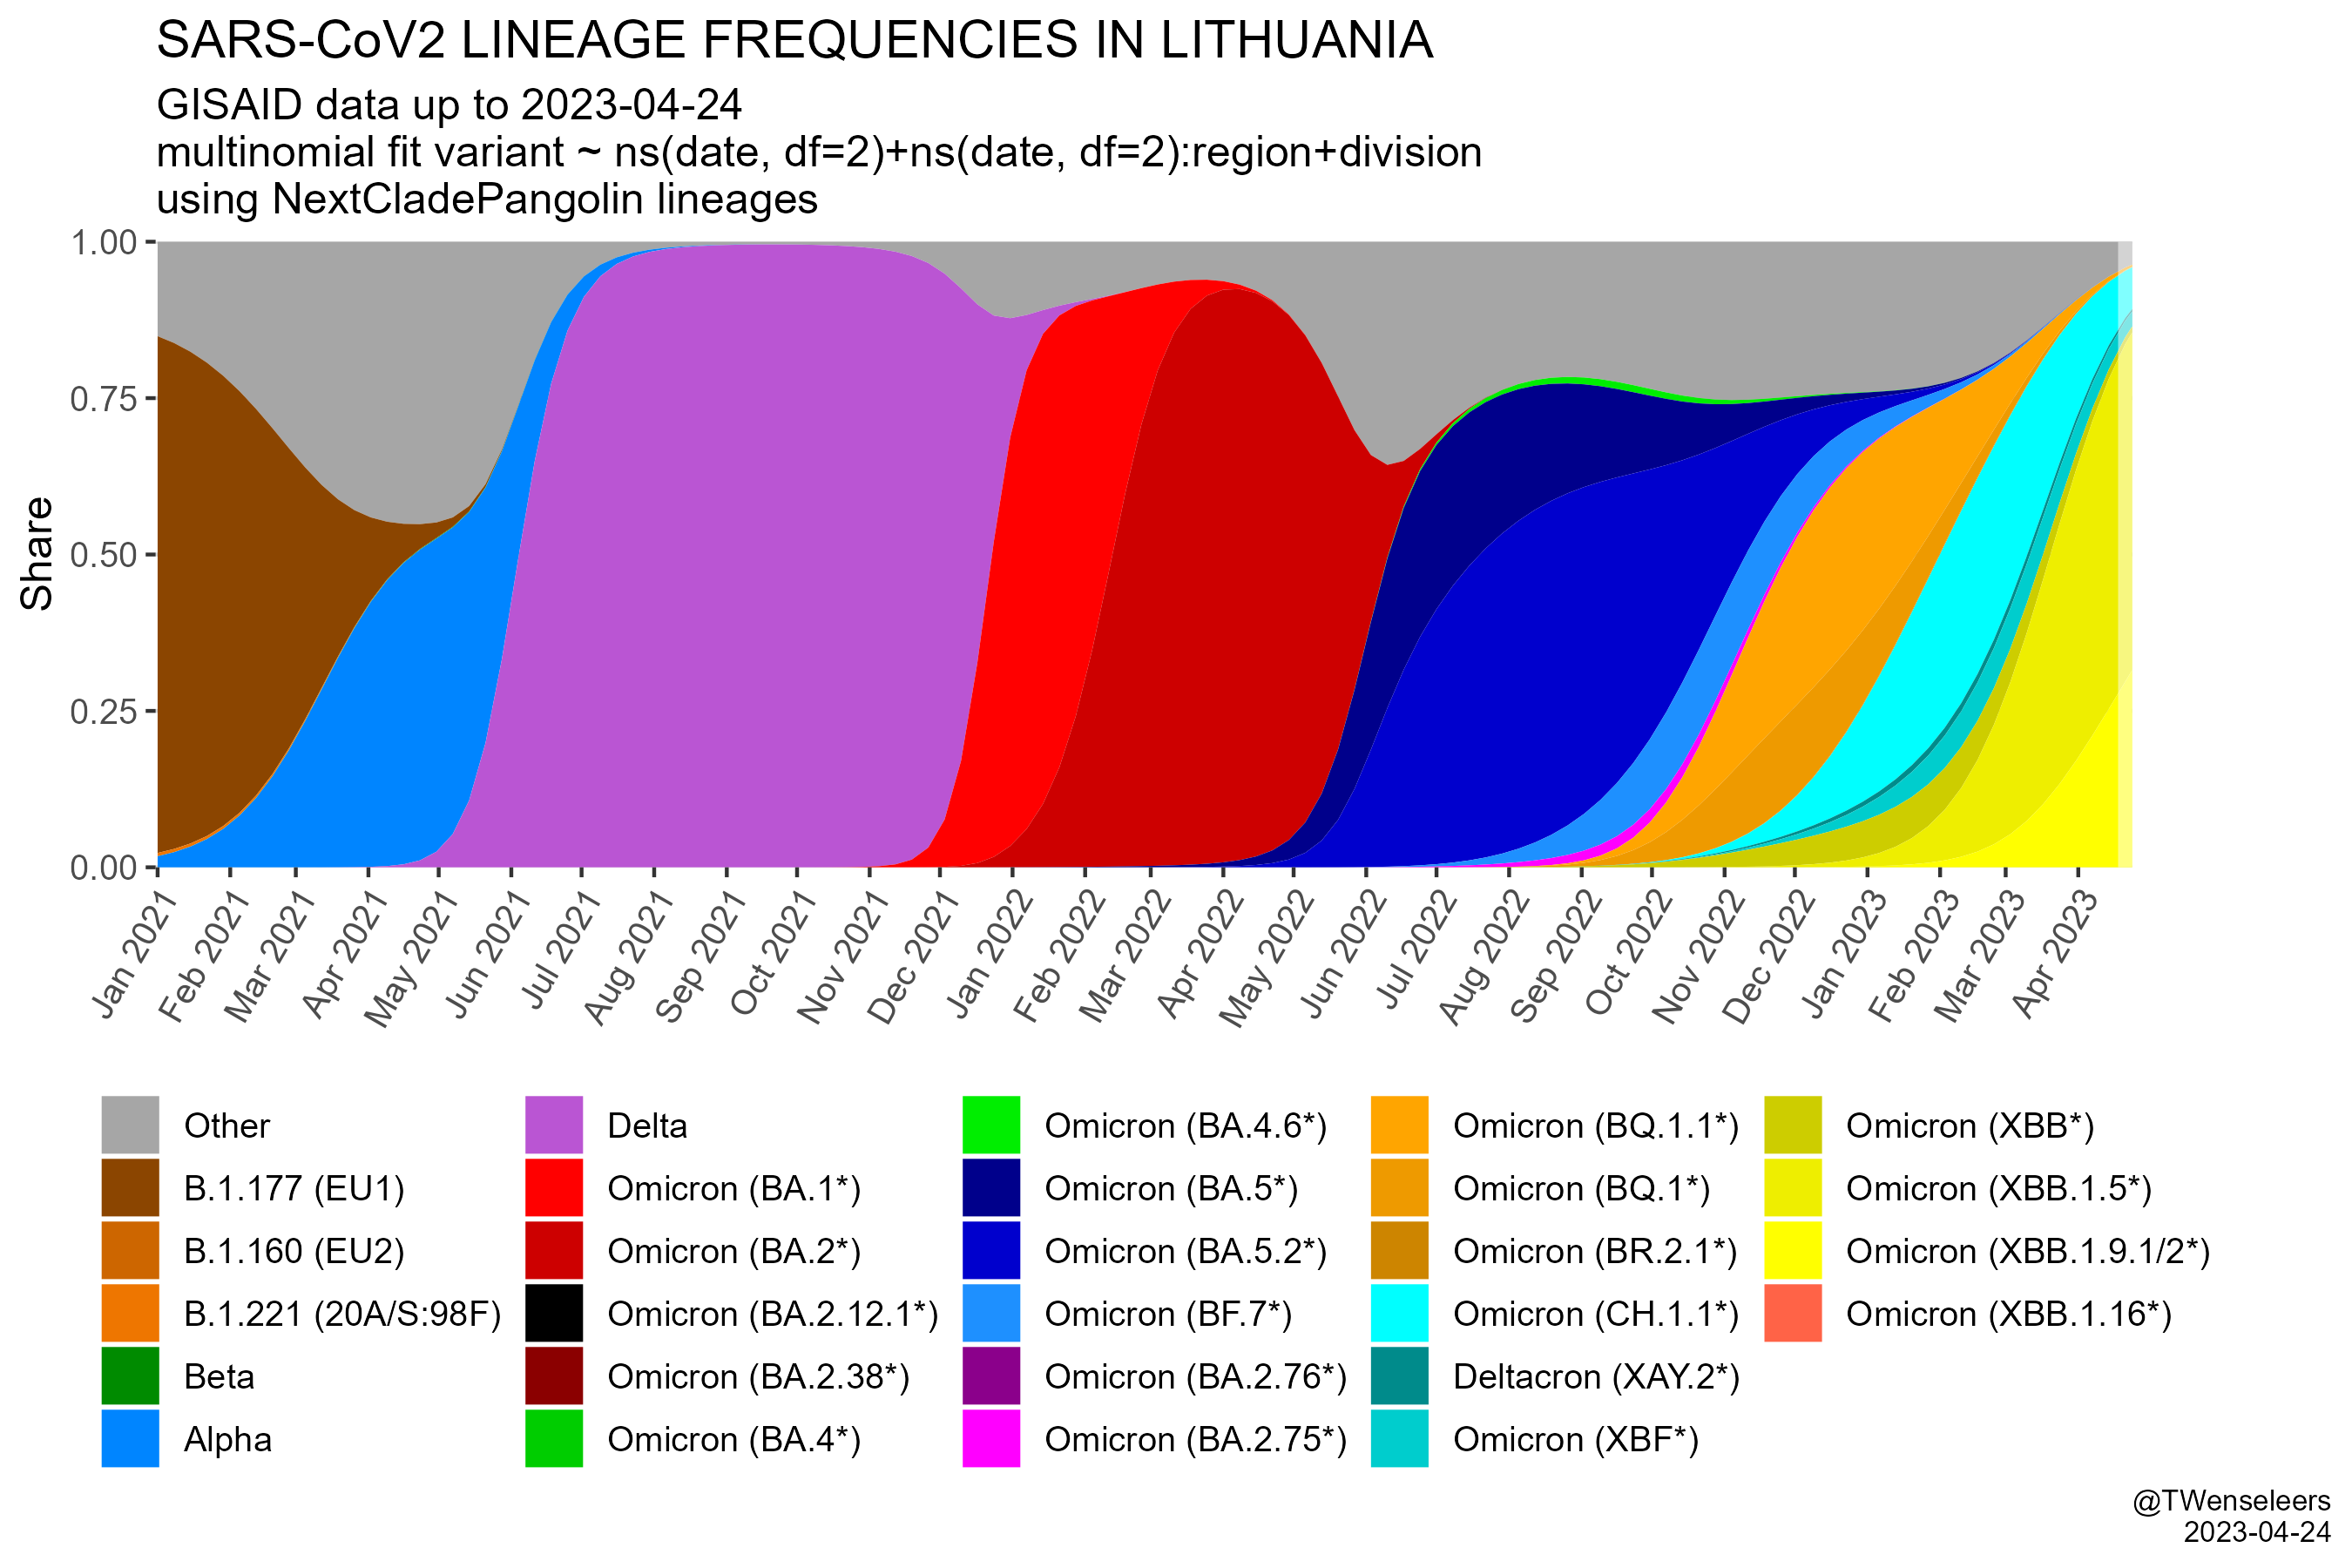 SARS-CoV2 LINEAGE FREQUENCIES IN LITHUANIA
GISAID data up to 2023-04-24
multinomial fit variant ~ ns(date, df=2)+ns(date, df=2):region+division
using NextCladePangolin lineages
1.00
0.75
0.50
0.25
0.00
Share
Jan 2021
Feb 2021
Mar 2021
Apr 2021
May 2021
Jun 2021
Jul 2021
Aug 2021
Sep 2021
Oct 2021
Nov 2021
Dec 2021
Jan 2022
Feb 2022
Mar 2022
Apr 2022
May 2022
Jun 2022
Jul 2022
Aug 2022
Sep 2022
Oct 2022
Nov 2022
Dec 2022
Jan 2023
Feb 2023
Mar 2023
Apr 2023
Other
B.1.177 (EU1)
B.1.160 (EU2)
B.1.221 (20A/S:98F)
Beta
Alpha
Delta
Omicron (BA.1*)
Omicron (BA.2*)
Omicron (BA.2.12.1*)
Omicron (BA.2.38*)
Omicron (BA.4*)
Omicron (BA.4.6*)
Omicron (BA.5*)
Omicron (BA.5.2*)
Omicron (BF.7*)
Omicron (BA.2.76*)
Omicron (BA.2.75*)
Omicron (BQ.1.1*)
Omicron (BQ.1*)
Omicron (BR.2.1*)
Omicron (CH.1.1*)
Deltacron (XAY.2*)
Omicron (XBF*)
Omicron (XBB*)
Omicron (XBB.1.5*)
Omicron (XBB.1.9.1/2*)
Omicron (XBB.1.16*)
@TWenseleers
2023-04-24